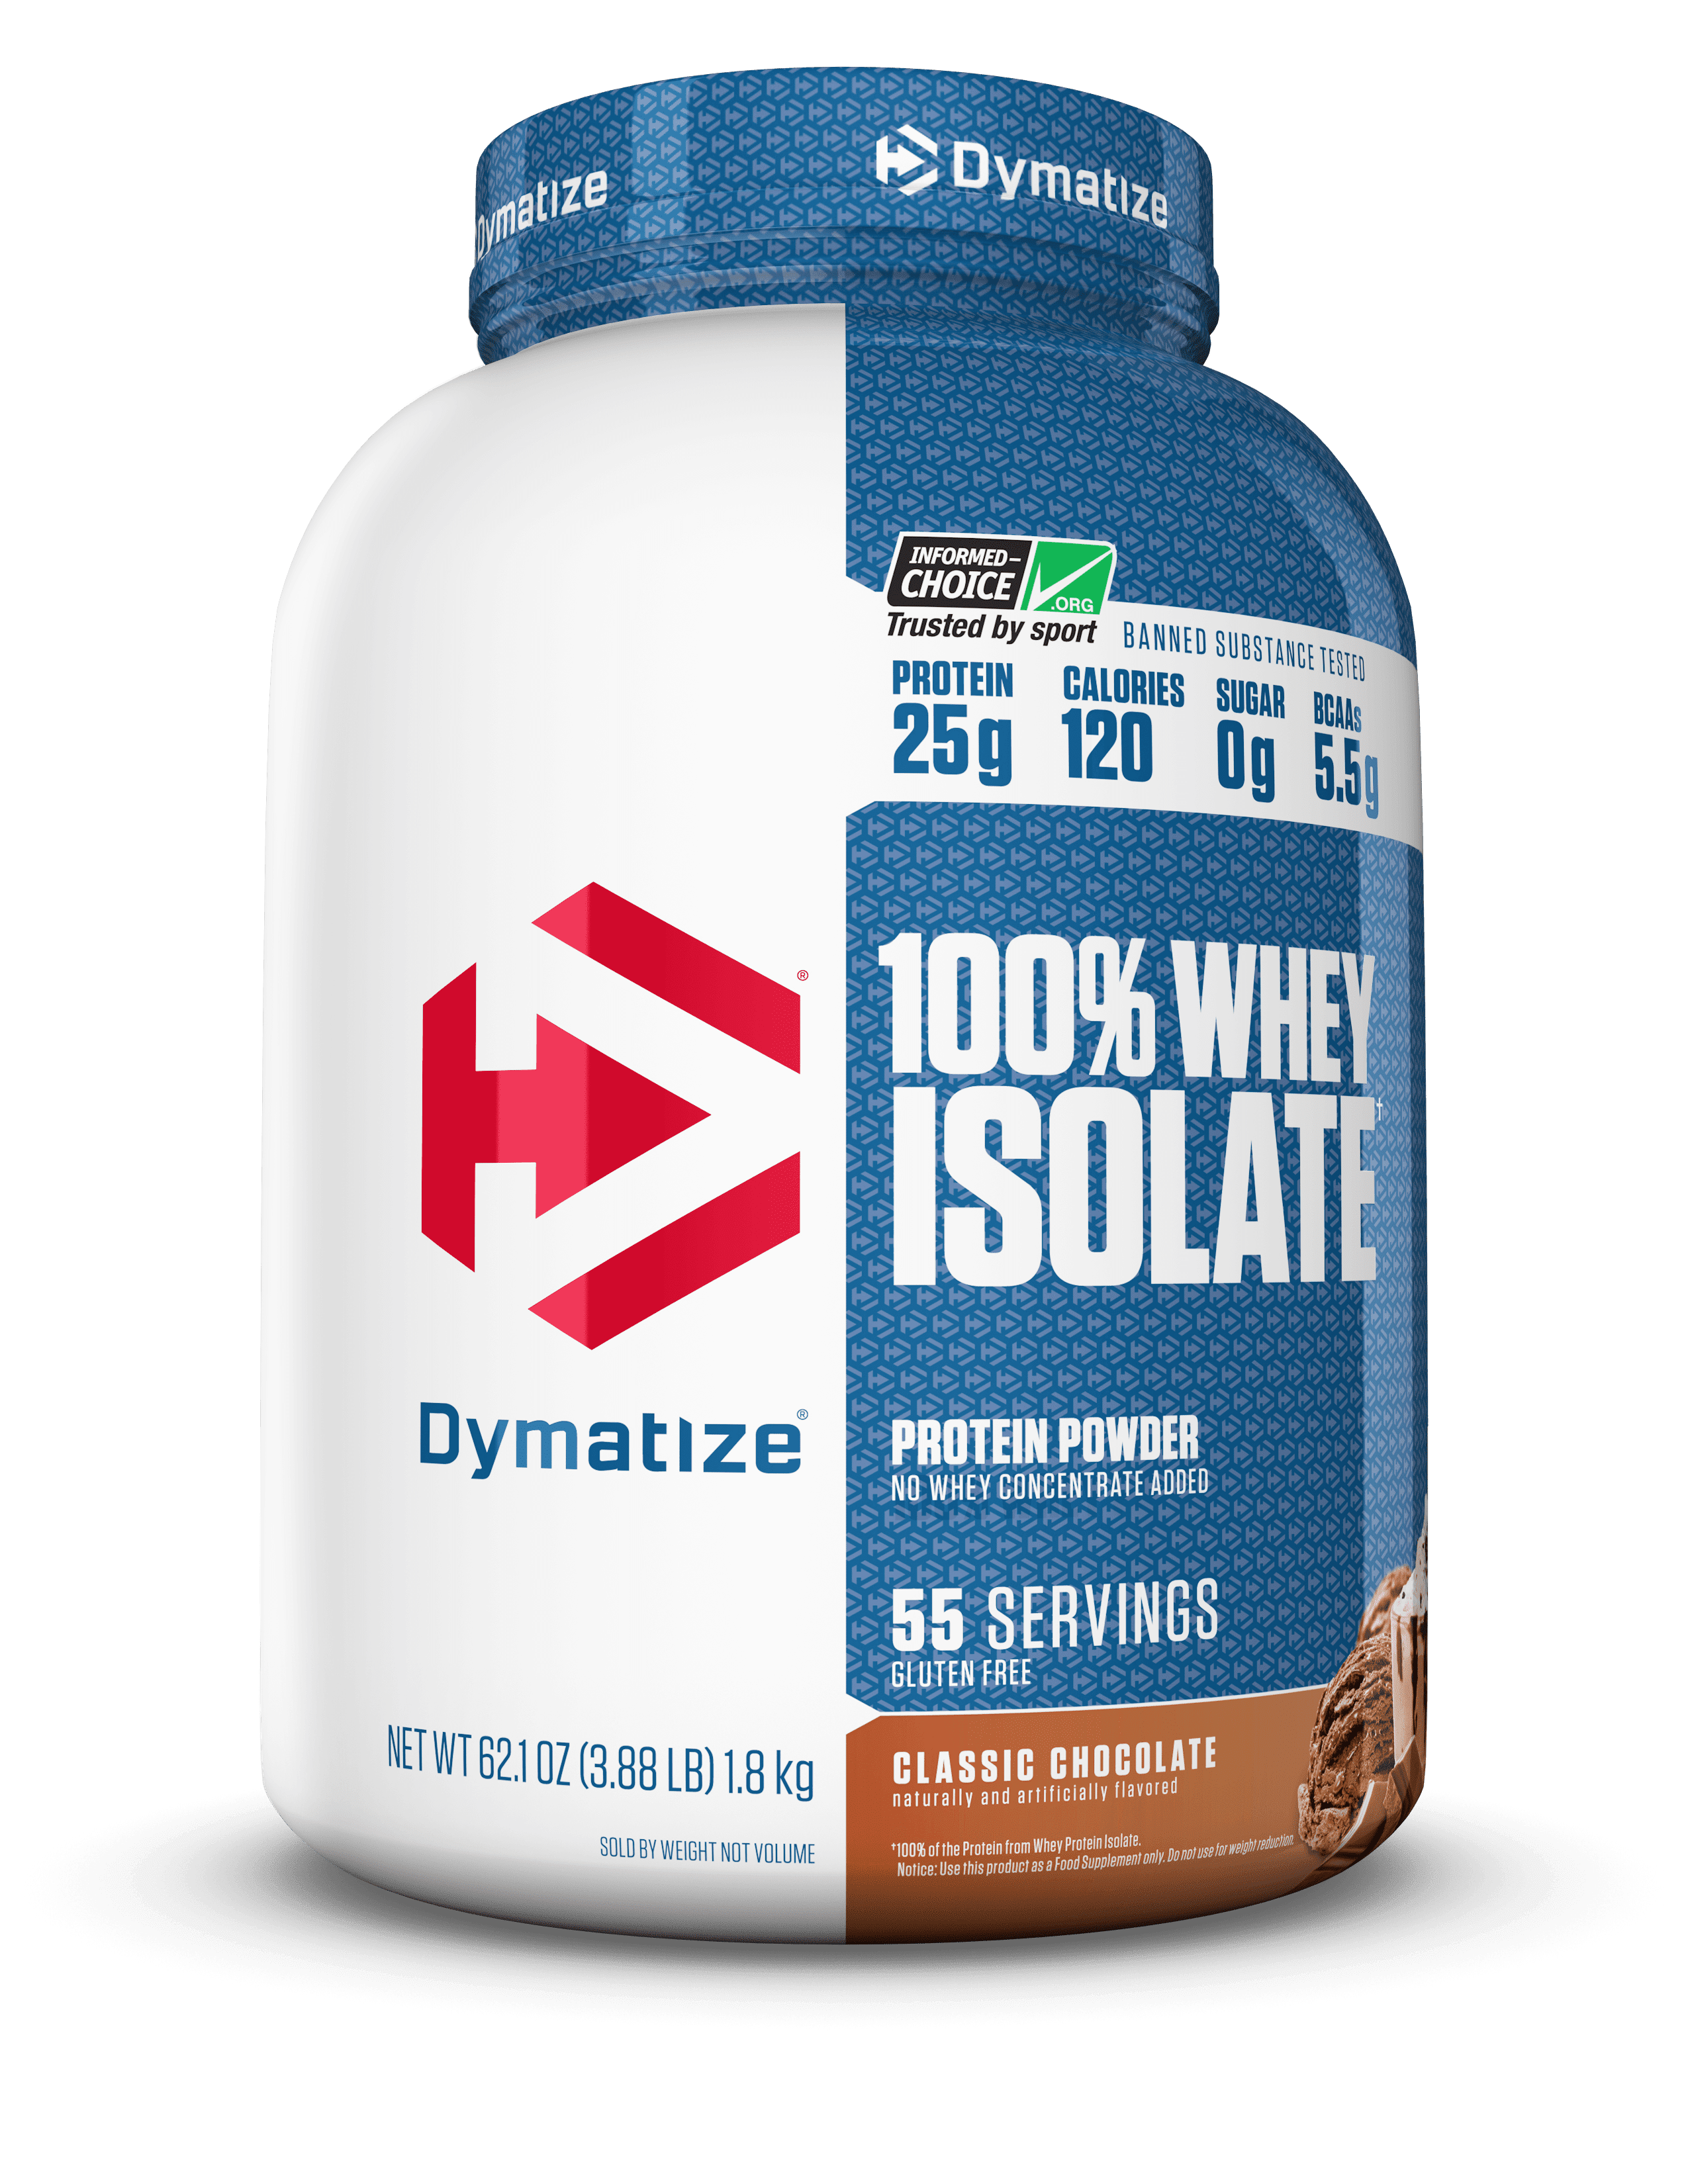 Dymatize
Dymatize
INFORMED-
CHOICE
.ORG
Trusted by sport
BANNED SUBSTANCE TESTED
PROTEIN
25g
CALORIES
120
SUGAR
0g
BCAAs
5.5g
100% WHEY
ISOLATE†
®
Dymatize®
PROTEIN POWDER
NO WHEY CONCENTRATE ADDED
55 SERVINGS
GLUTEN FREE
NET WT 62.1 OZ (3.88 LB) 1.8 kg
SOLD BY WEIGHT NOT VOLUME
CLASSIC CHOCOLATE
naturally and artificially flavored
†100% of the Protein from Whey Protein Isolate.
Notice: Use this product as a Food Supplement only. Do not use for weight reduction.